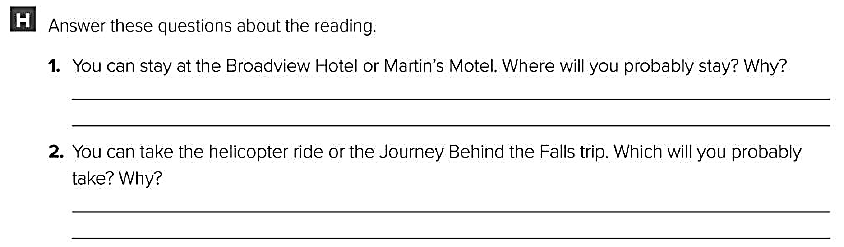 H Answer these questions about the reading.
1. You can stay at the Broadview Hotel or Martin's Motel. Where will you probably stay? Why?
2. You can take the helicopter ride or the Journey Behind the Falls trip. Which will you probably
take? Why?